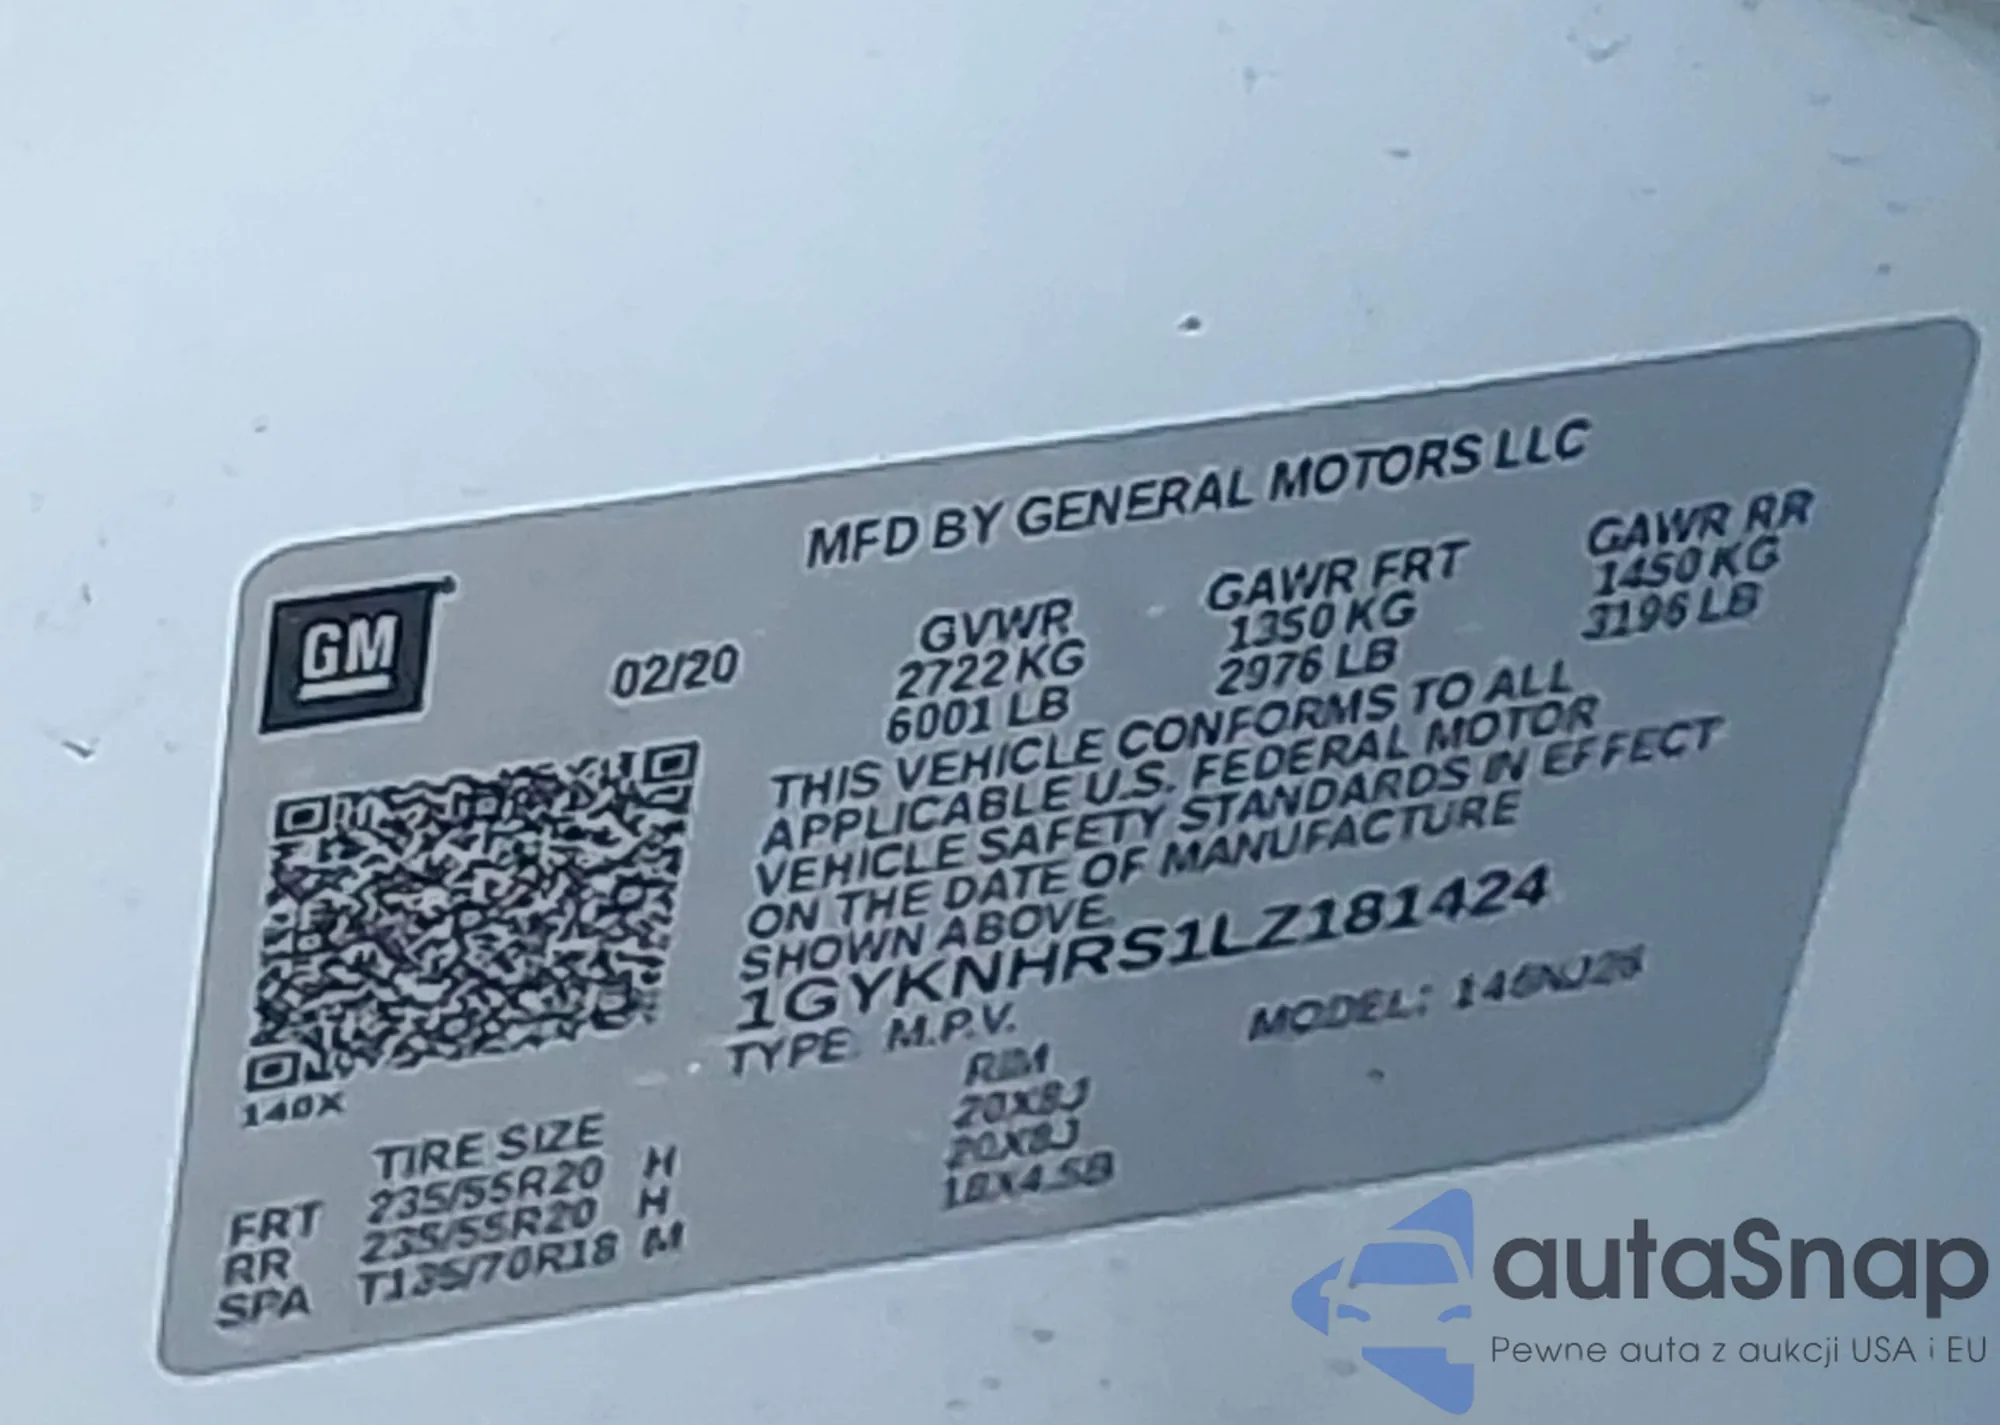 MFD BY GENERAL MOTORS LLC
GM
02/20
GVWR GAWR FRT GAWR RR
2722 KG 1350 KG 1450 KG
6001 LB 2976 LB 3196 LB
THIS VEHICLE CONFORMS TO ALL
APPLICABLE U.S. FEDERAL MOTOR
VEHICLE SAFETY STANDARDS IN EFFECT
ON THE DATE OF MANUFACTURE
SHOWN ABOVE.
1GYKNHRS1LZ181424
TYPE: M.P.V. MODEL:
140X
TIRE SIZE RIM
FRT 235/55R20 H 20X8J
RR 235/55R20 H 20X8J
SPA T135/70R18 M 18X4.5B
autaSnap
Pewne auta z aukcji USA i EU